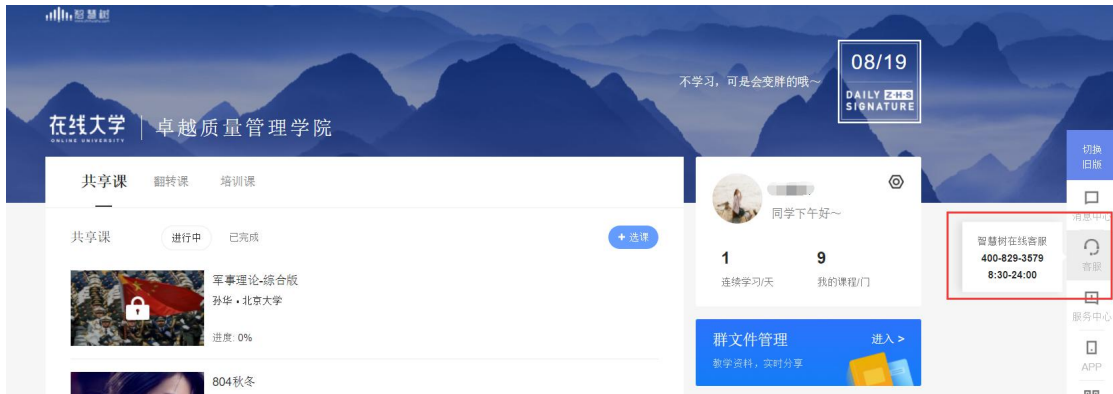 智慧树
不学习，可是会变胖的哦～
08/19
DAILY Z·H·S
SIGNATURE
在线大学
ONLINE UNIVERSITY
卓越质量管理学院
切换
旧版
共享课 翻转课 培训课
同学下午好～
消息中心
共享课 进行中 已完成 + 选课
智慧树在线客服
400-829-3579
8:30-24:00
客服
1 9
连续学习/天 我的课程/门
军事理论-综合版
孙华 • 北京大学
进度: 0%
服务中心
群文件管理 进入 >
教学资料，实时分享
APP
804秋冬